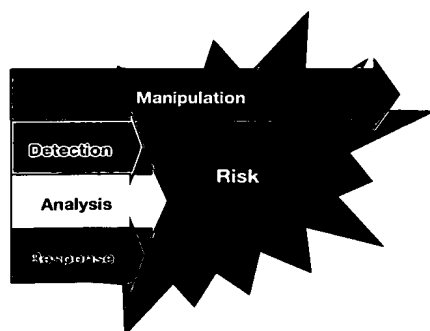 Manipulation
Detection
Risk
Analysis
Response